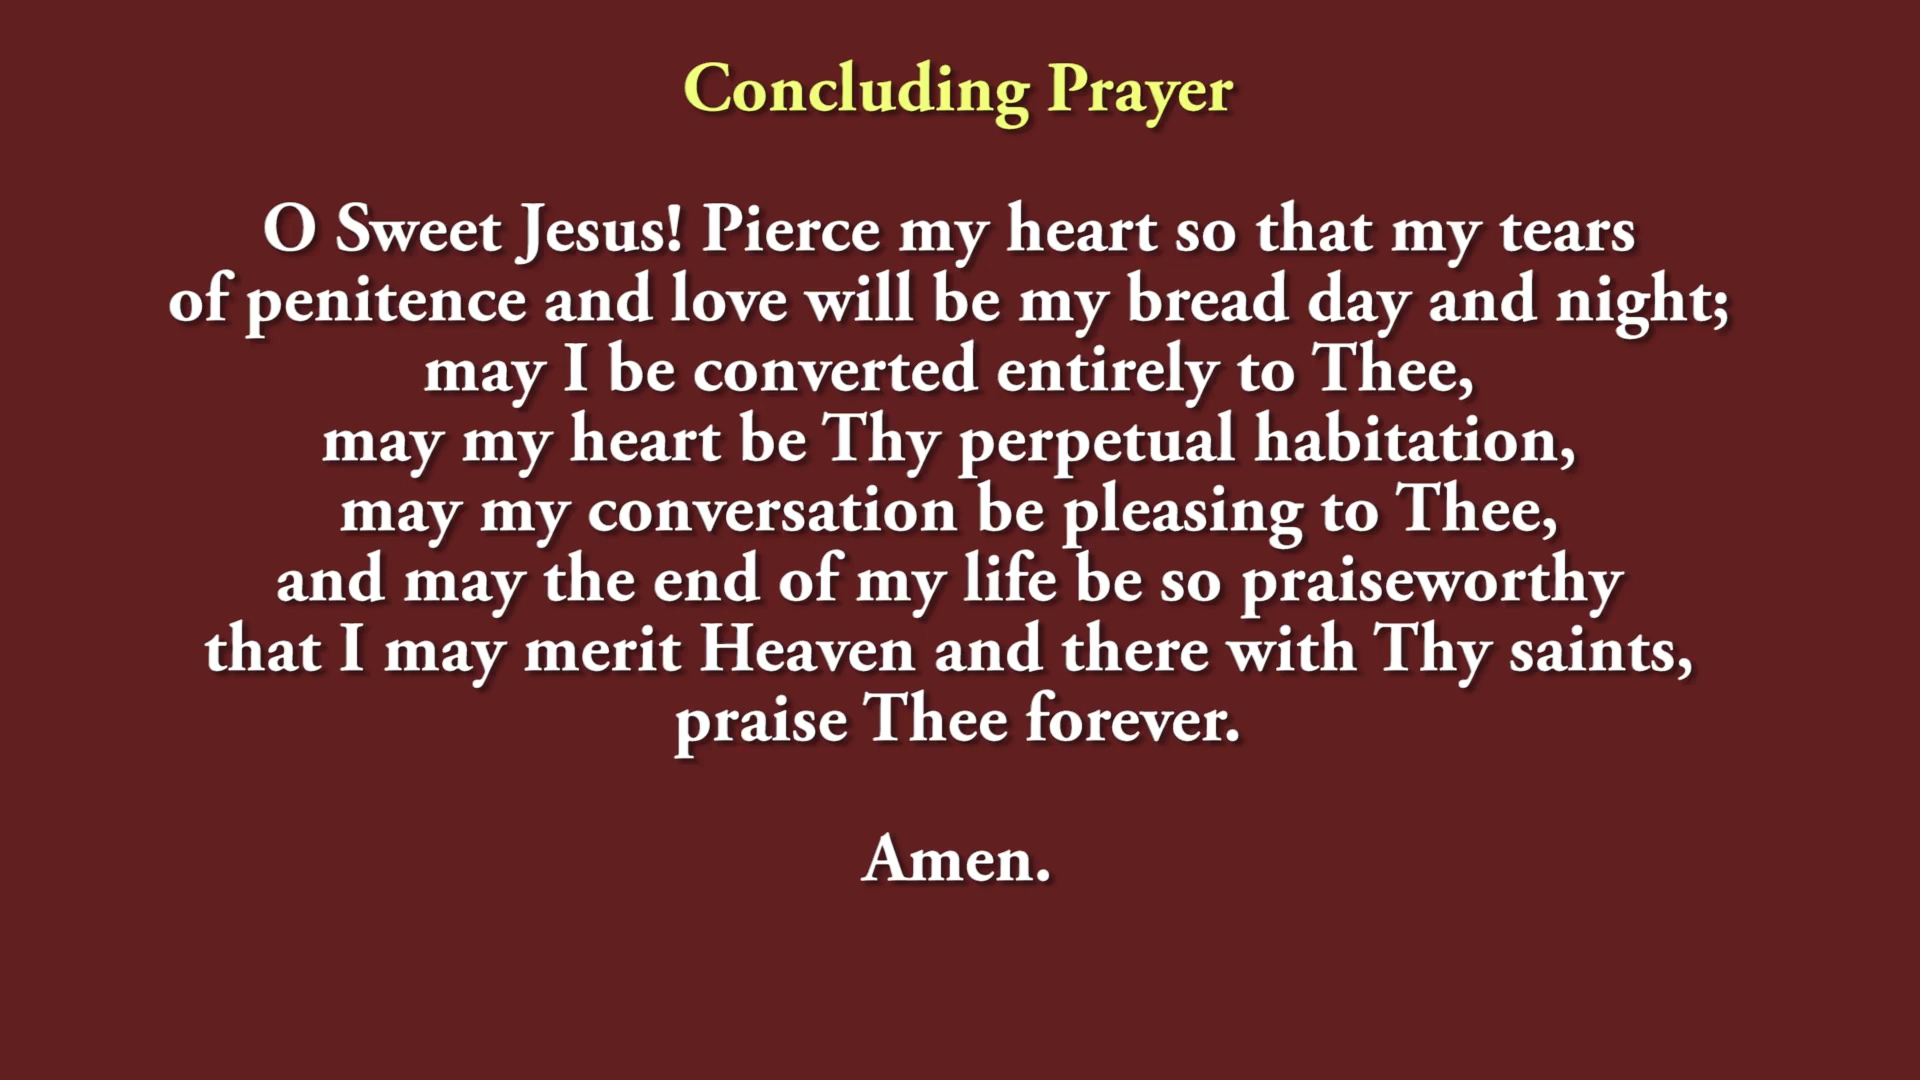 Concluding Prayer
O Sweet Jesus! Pierce my heart so that my tears
of penitence and love will be my bread day and night;
may I be converted entirely to Thee,
may my heart be Thy perpetual habitation,
may my conversation be pleasing to Thee,
and may the end of my life be so praiseworthy
that I may merit Heaven and there with Thy saints,
praise Thee forever.
Amen.